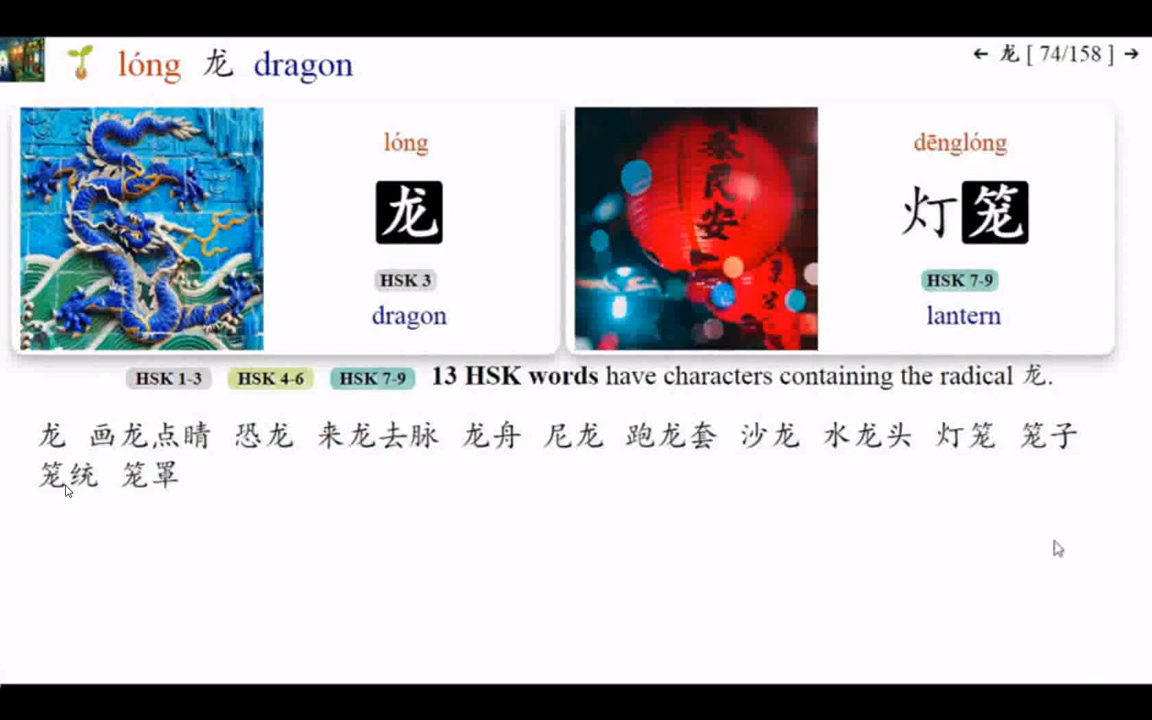 lóng 龙 dragon
← 龙 [ 74/158 ] →
lóng
龙
HSK 3
dragon
民
安
dēnglóng
灯笼
HSK 7-9
lantern
HSK 1-3 HSK 4-6 HSK 7-9 13 HSK words have characters containing the radical 龙.
龙 画龙点睛 恐龙 来龙去脉 龙舟 尼龙 跑龙套 沙龙 水龙头 灯笼 笼子
笼统 笼罩